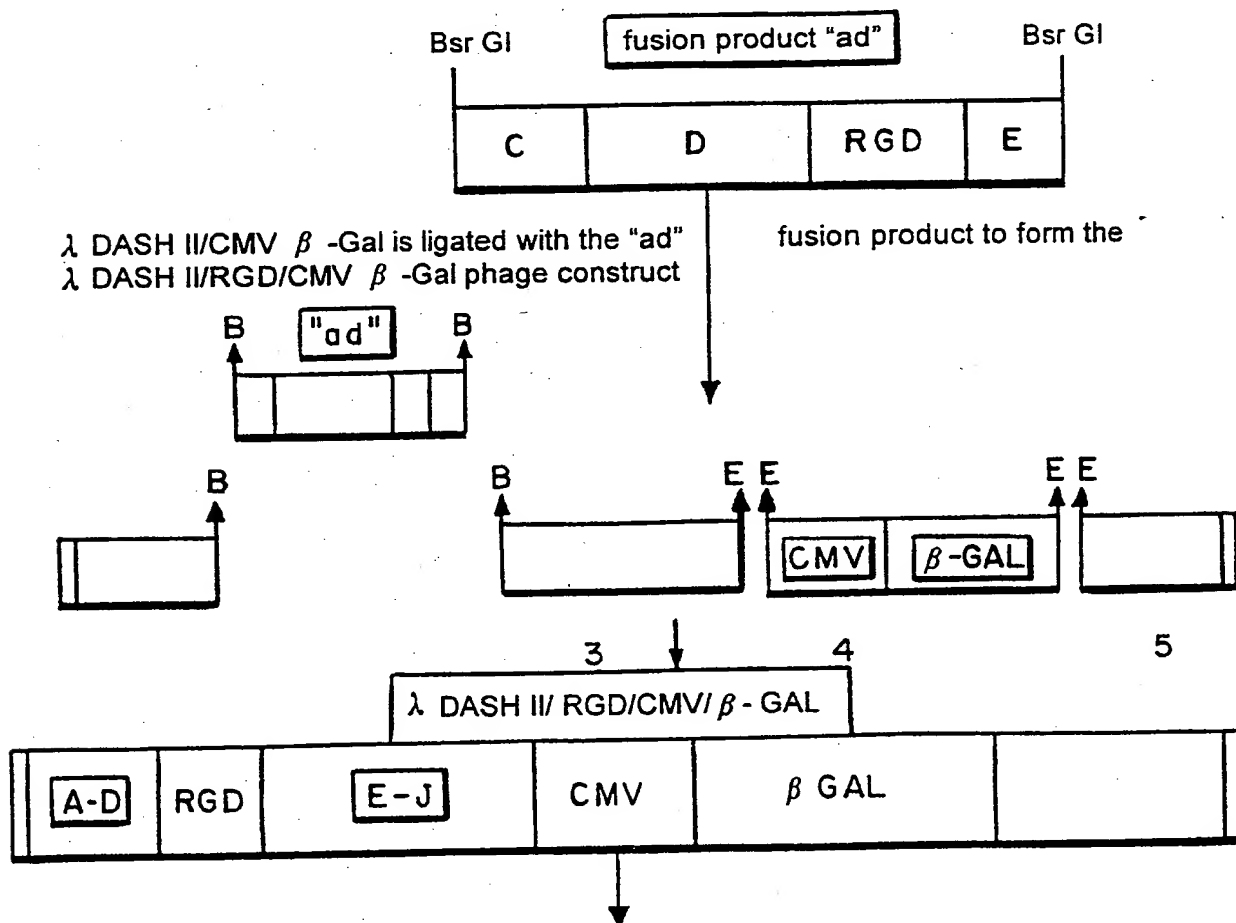 Bsr GI
fusion product "ad"
Bsr GI
C D RGD E
λ DASH II/CMV β -Gal is ligated with the "ad" fusion product to form the
λ DASH II/RGD/CMV β -Gal phage construct
B "ad" B
B B E E E E
CMV β-GAL
3 4 5
λ DASH II/ RGD/CMV/ β - GAL
A-D RGD E-J CMV β GAL